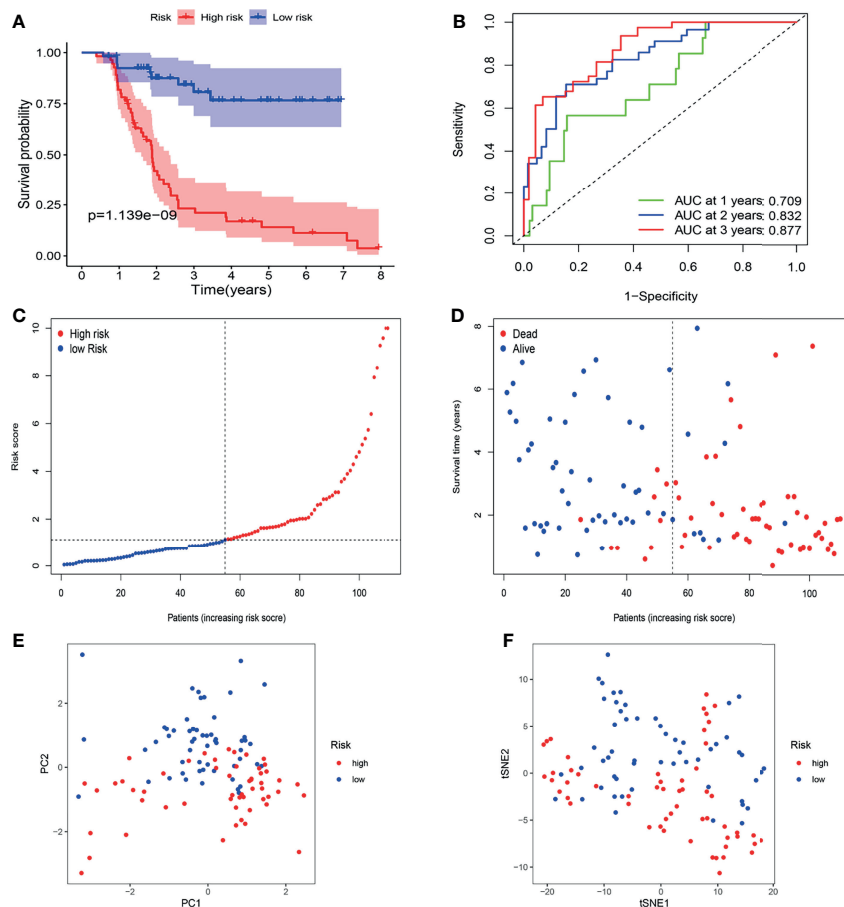 A
Risk High risk Low risk
Survival probability
1.00
0.75
0.50
0.25
0.00
p=1.139e−09
0 1 2 3 4 5 6 7 8
Time(years)
B
Sensitivity
1.0
0.8
0.6
0.4
0.2
0.0
AUC at 1 years: 0.709
AUC at 2 years: 0.832
AUC at 3 years: 0.877
0.0 0.2 0.4 0.6 0.8 1.0
1−Specificity
C
High risk
low Risk
Risk score
10
8
6
4
2
0
0 20 40 60 80 100
Patients (increasing risk socre)
D
Dead
Alive
Survival time (years)
8
6
4
2
0 20 40 60 80 100
Patients (increasing risk socre)
E
PC2
2
0
−2
−2 0 2
PC1
Risk
high
low
F
tSNE2
10
5
0
−5
−10
−20 −10 0 10 20
tSNE1
Risk
high
low